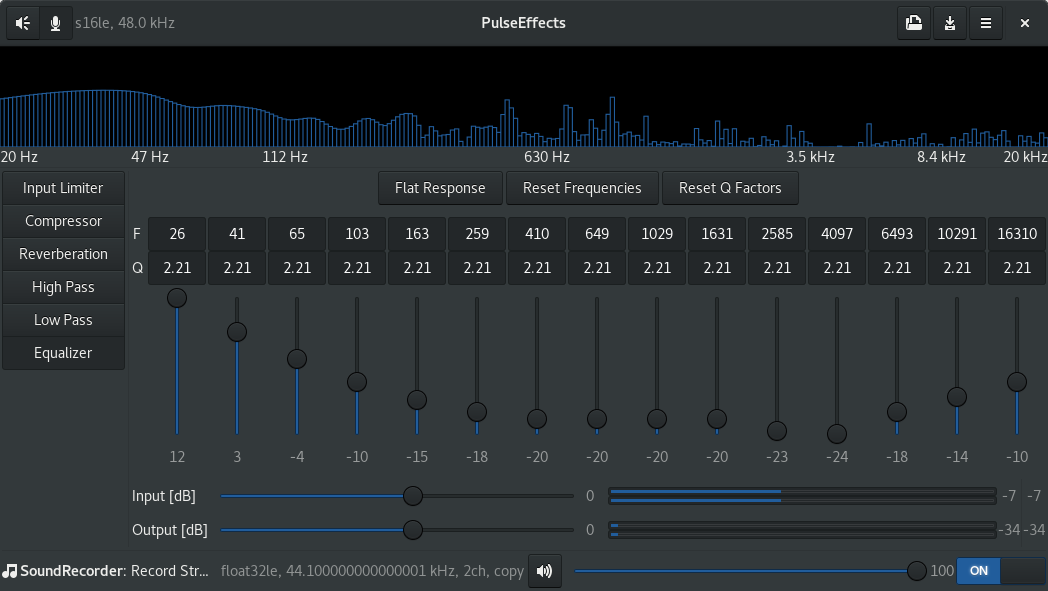 s16le, 48.0 kHz PulseEffects
20 Hz 47 Hz 112 Hz 630 Hz 3.5 kHz 8.4 kHz 20 kHz
Input Limiter
Compressor
Reverberation
High Pass
Low Pass
Equalizer
Flat Response Reset Frequencies Reset Q Factors
F 26 41 65 103 163 259 410 649 1029 1631 2585 4097 6493 10291 16310
Q 2.21 2.21 2.21 2.21 2.21 2.21 2.21 2.21 2.21 2.21 2.21 2.21 2.21 2.21 2.21
12 3 -4 -10 -15 -18 -20 -20 -20 -20 -23 -24 -18 -14 -10
Input [dB] 0 -7 -7
Output [dB] 0 -34 -34
SoundRecorder: Record Str... float32le, 44.100000000000001 kHz, 2ch, copy 100 ON